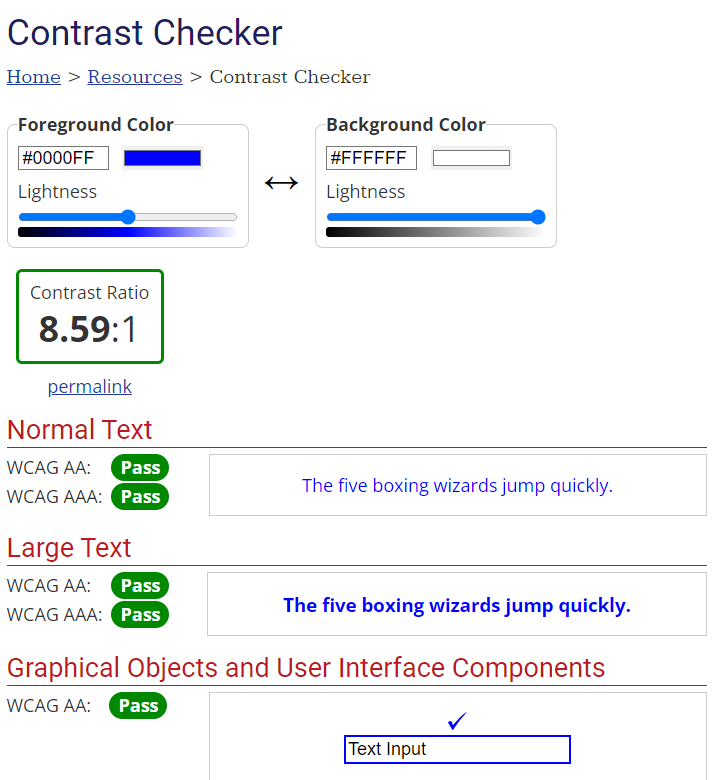 Contrast Checker
Home > Resources > Contrast Checker
Foreground Color
#0000FF
Lightness
Background Color
#FFFFFF
Lightness
Contrast Ratio
8.59:1
permalink
Normal Text
WCAG AA: Pass
WCAG AAA: Pass
The five boxing wizards jump quickly.
Large Text
WCAG AA: Pass
WCAG AAA: Pass
The five boxing wizards jump quickly.
Graphical Objects and User Interface Components
WCAG AA: Pass
✓
Text Input